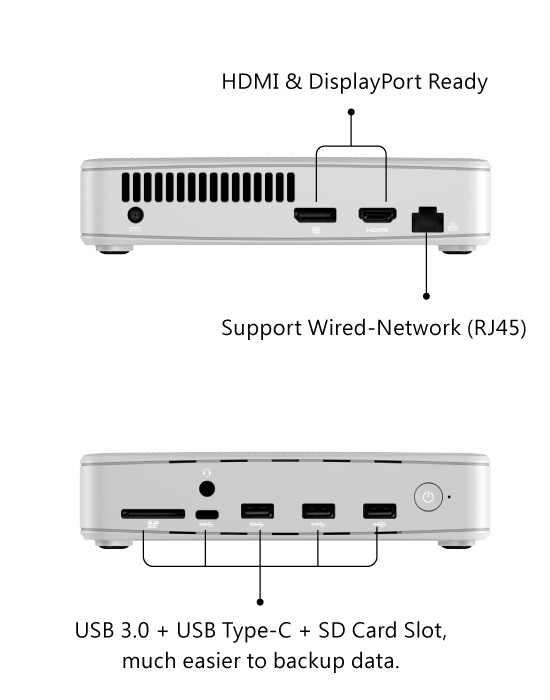 HDMI & DisplayPort Ready
HDMI
Support Wired-Network (RJ45)
USB 3.0 + USB Type-C + SD Card Slot,
much easier to backup data.